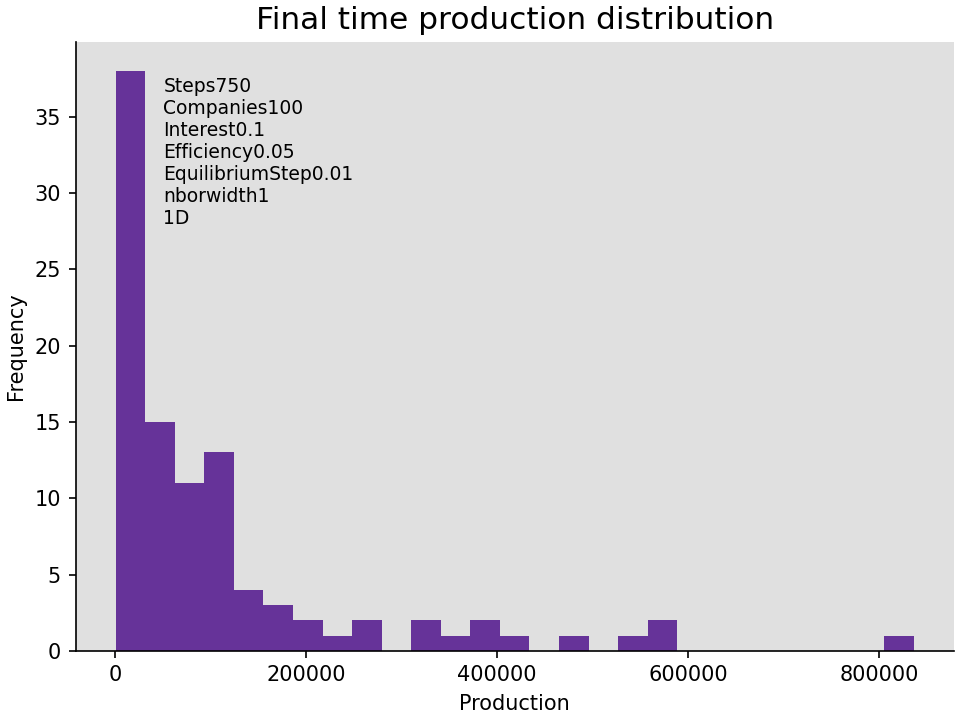 Final time production distribution
Steps750
Companies100
Interest0.1
Efficiency0.05
EquilibriumStep0.01
nborwidth1
1D
35
30
25
20
15
10
5
0
Frequency
0 200000 400000 600000 800000
Production